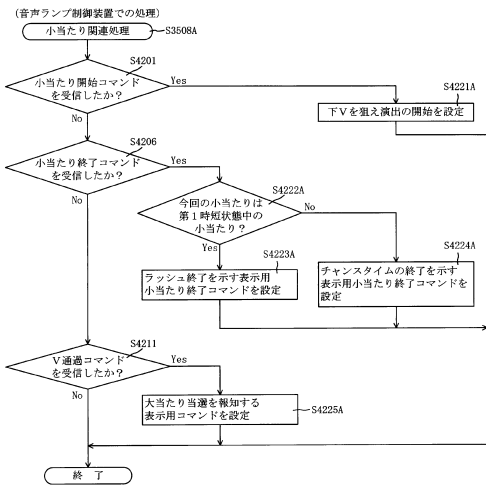 (音声ランプ制御装置での処理)
小当たり関連処理
S3508A
S4201
小当たり開始コマンド
を受信したか?
Yes
No
S4221A
下Vを狙え演出の開始を設定
S4206
小当たり終了コマンド
を受信したか?
Yes
No
S4222A
今回の小当たりは
第1時短状態中の
小当たり?
No
Yes
S4223A
ラッシュ終了を示す表示用
小当たり終了コマンドを設定
S4224A
チャンスタイムの終了を示す
表示用小当たり終了コマンドを
設定
S4211
V通過コマンド
を受信したか?
Yes
No
大当たり当選を報知する
表示用コマンドを設定
S4225A
終 了